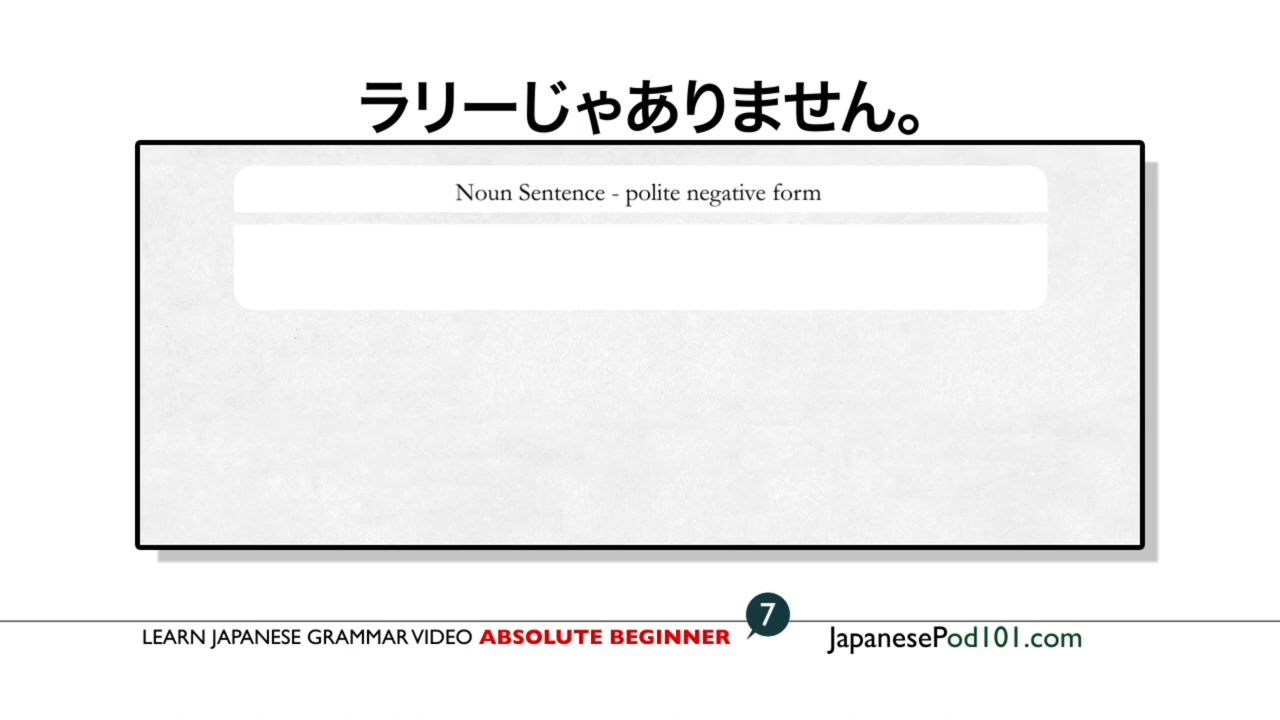 ラリーじゃありません。
Noun Sentence - polite negative form
7
LEARN JAPANESE GRAMMAR VIDEO ABSOLUTE BEGINNER
JapanesePod101.com